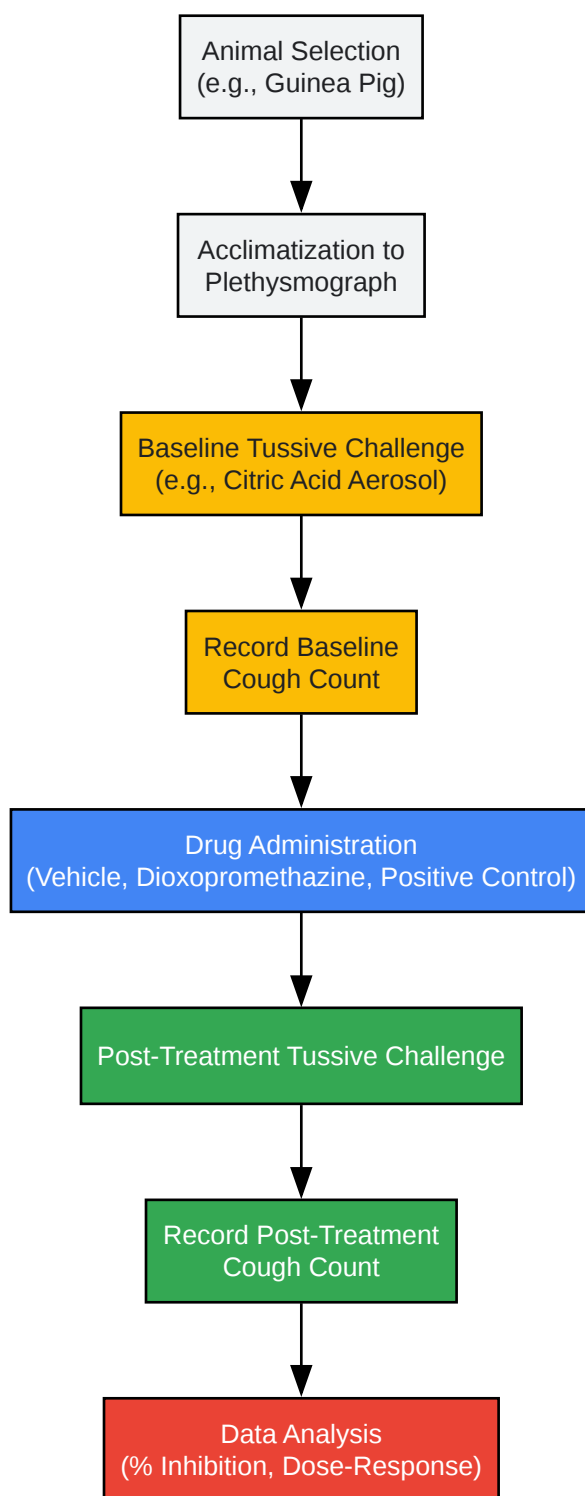 Animal Selection
(e.g., Guinea Pig)
Acclimatization to
Plethysmograph
Baseline Tussive Challenge
(e.g., Citric Acid Aerosol)
Record Baseline
Cough Count
Drug Administration
(Vehicle, Dioxopromethazine, Positive Control)
Post-Treatment Tussive Challenge
Record Post-Treatment
Cough Count
Data Analysis
(% Inhibition, Dose-Response)